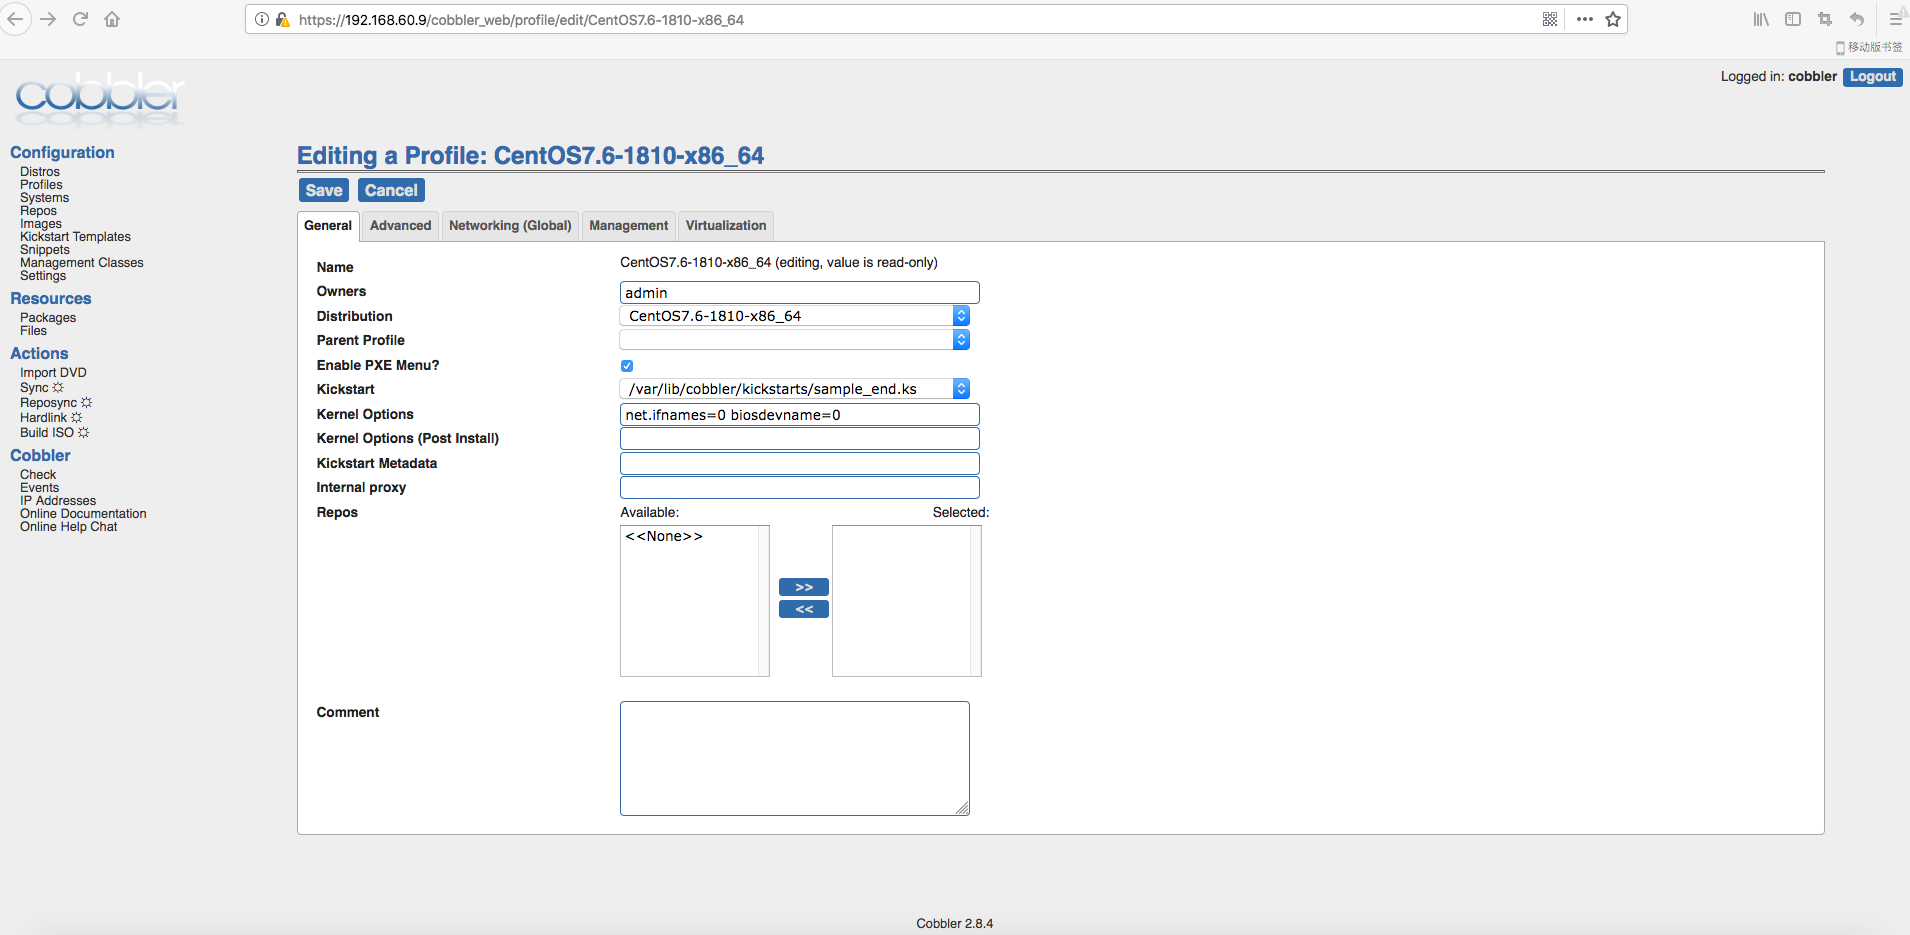 https://192.168.60.9/cobbler_web/profile/edit/CentOS7.6-1810-x86_64
移动版书签
cobbler
Logged in: cobbler Logout
Configuration
Distros
Profiles
Systems
Repos
Images
Kickstart Templates
Snippets
Management Classes
Settings
Resources
Packages
Files
Actions
Import DVD
Sync
Reposync
Hardlink
Build ISO
Cobbler
Check
Events
IP Addresses
Online Documentation
Online Help Chat
Editing a Profile: CentOS7.6-1810-x86_64
Save Cancel
General Advanced Networking (Global) Management Virtualization
Name CentOS7.6-1810-x86_64 (editing, value is read-only)
Owners admin
Distribution CentOS7.6-1810-x86_64
Parent Profile
Enable PXE Menu?
Kickstart /var/lib/cobbler/kickstarts/sample_end.ks
Kernel Options net.ifnames=0 biosdevname=0
Kernel Options (Post Install)
Kickstart Metadata
Internal proxy
Repos Available: Selected:
<<None>>
>>
<<
Comment
Cobbler 2.8.4